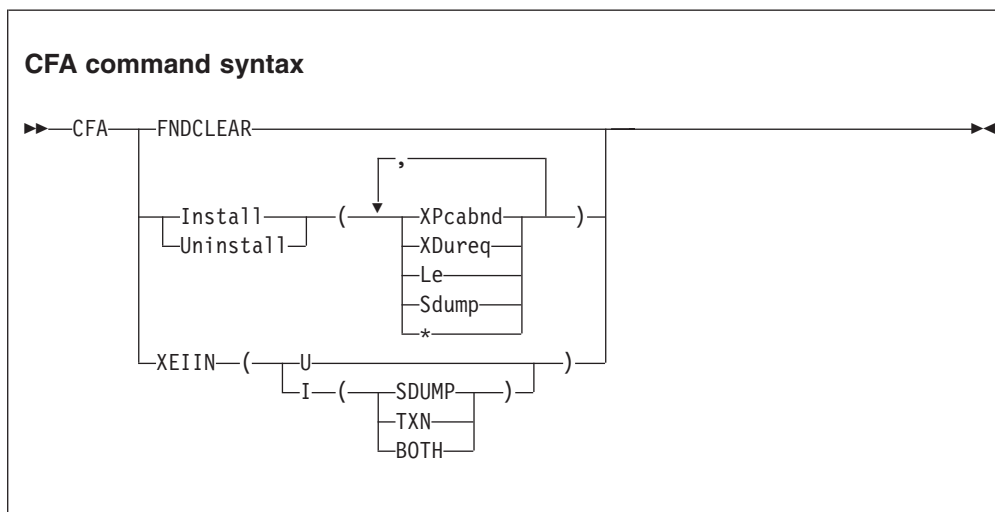 CFA command syntax
CFA FNDCLEAR
,
Install ( XPcabnd )
Uninstall XDureq
Le
Sdump
*
XEIIN ( U )
I ( SDUMP )
TXN
BOTH